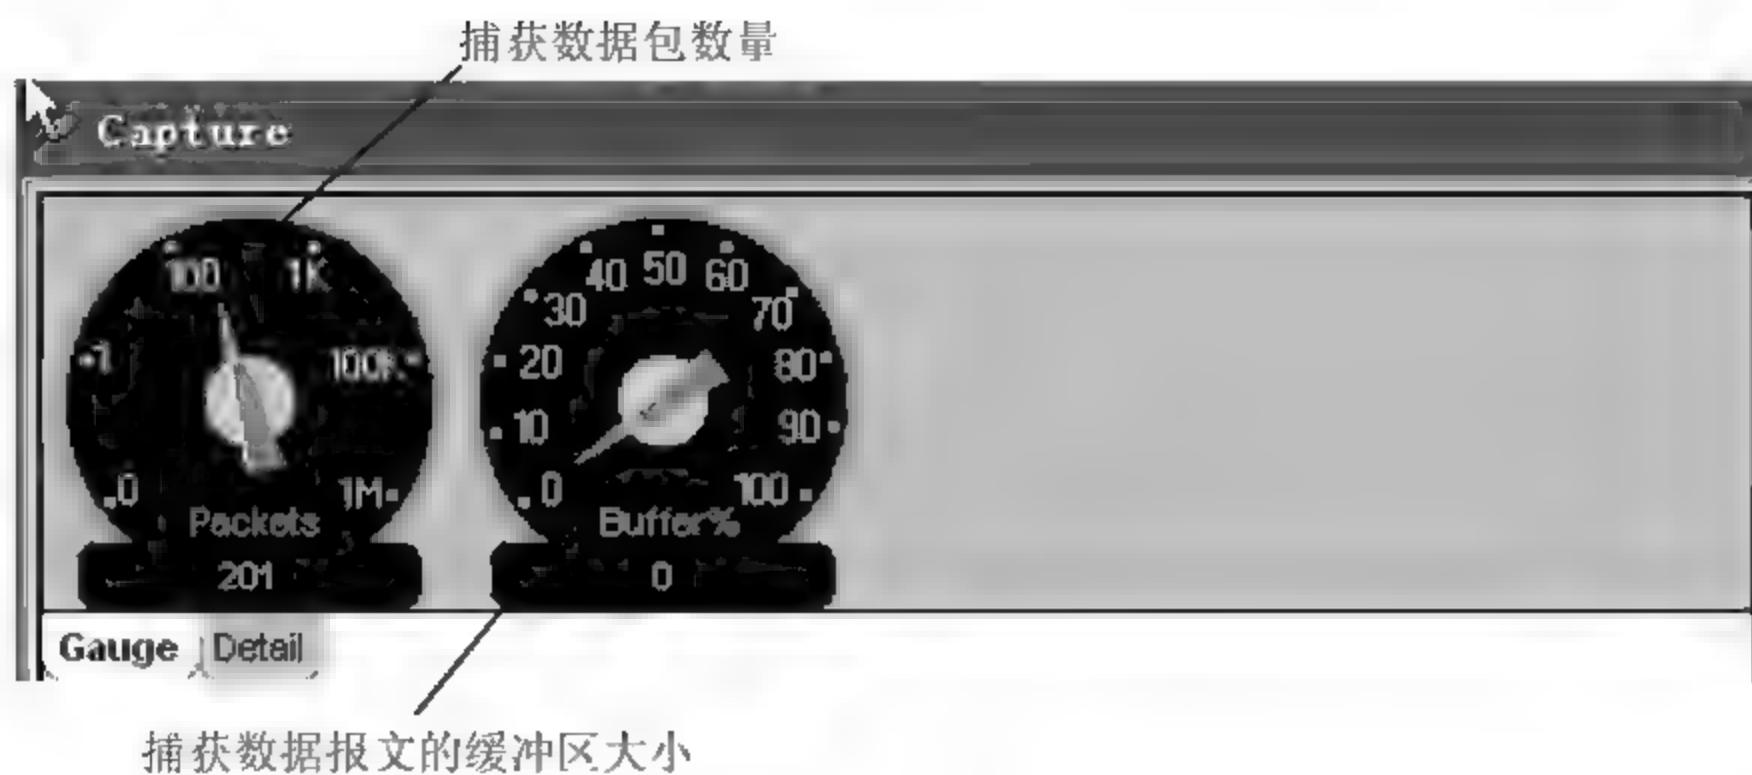 捕获数据包数量
Capture
100 1K
1 100K
0 1M
Packets
201
40 50 60
30 70
20 80
10 90
0 100
Buffer%
0
Gauge Detail
捕获数据报文的缓冲区大小